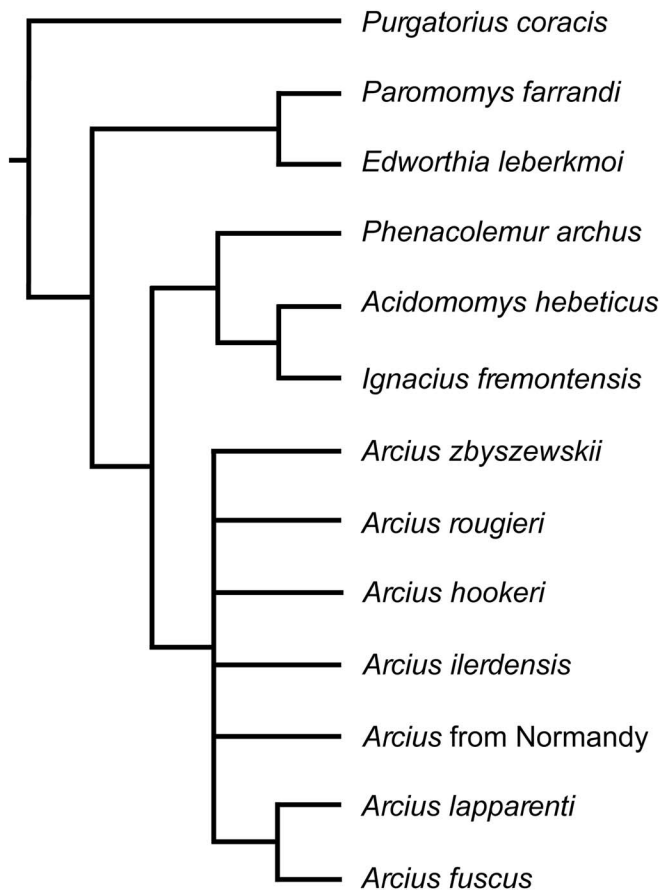 Purgatorius coracis
Paromomys farrandi
Edworthia leberkmoi
Phenacolemur archus
Acidomomys hebeticus
Ignacius fremontensis
Arcius zbyszewskii
Arcius rougieri
Arcius hookeri
Arcius ilerdensis
Arcius from Normandy
Arcius lapparenti
Arcius fuscus